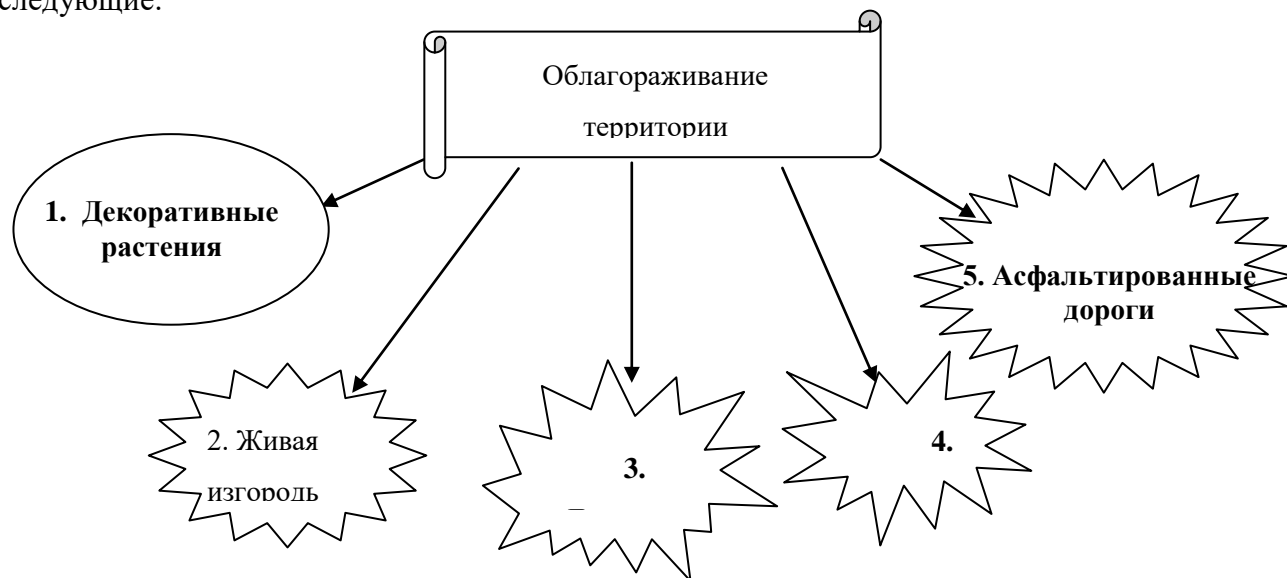 следующие:
Облагораживание
территории
1. Декоративные
растения
5. Асфальтированные
дороги
2. Живая
изгородь
3.
4.